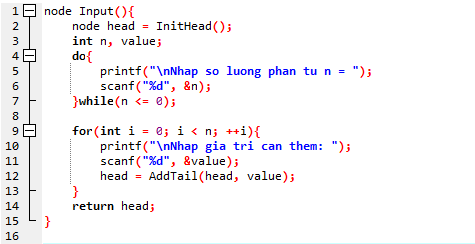 1 node Input(){
2     node head = InitHead();
3     int n, value;
4     do{
5         printf("\nNhap so luong phan tu n = ");
6         scanf("%d", &n);
7     }while(n <= 0);
8
9     for(int i = 0; i < n; ++i){
10         printf("\nNhap gia tri can them: ");
11         scanf("%d", &value);
12         head = AddTail(head, value);
13     }
14     return head;
15 }
16